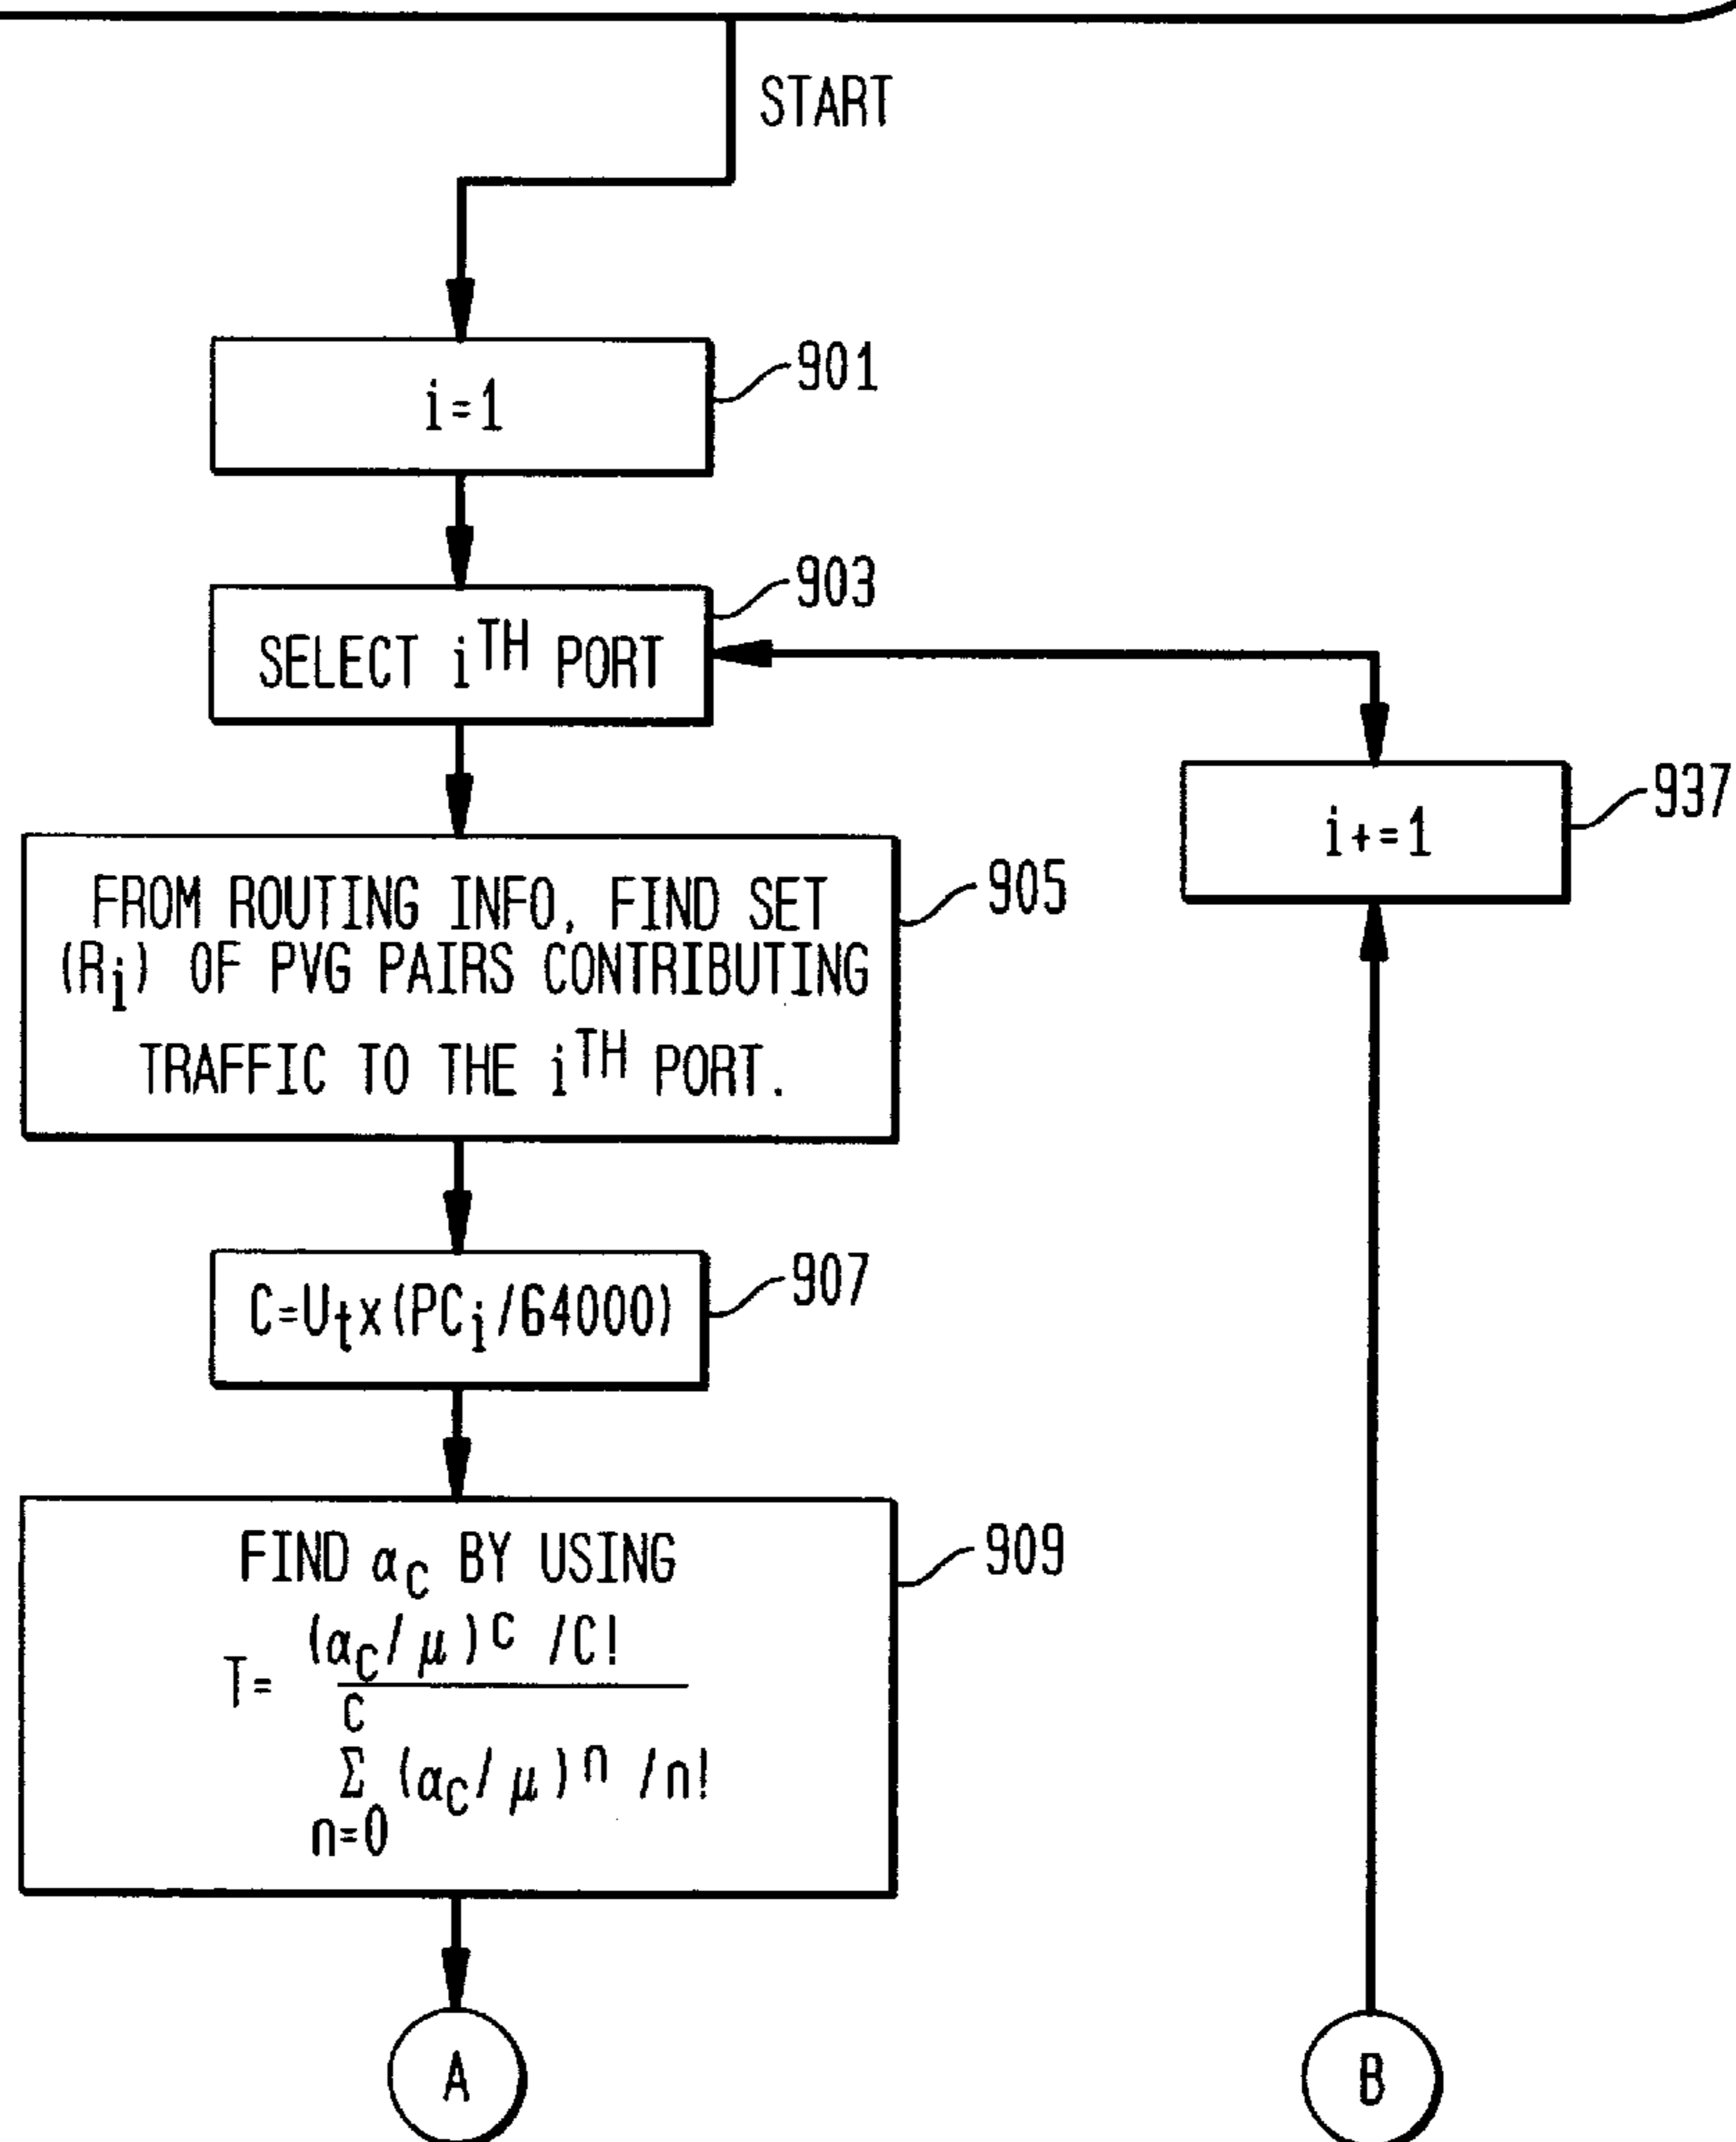 START
i=1
901
SELECT i^TH PORT
903
FROM ROUTING INFO, FIND SET
(R_i) OF PVG PAIRS CONTRIBUTING
TRAFFIC TO THE i^TH PORT.
905
i+=1
937
C=U_t x(PC_i/64000)
907
FIND α_C BY USING
T= (α_C/μ)^C /C!
C
Σ (α_C/μ)^n /n!
n=0
909
A
B